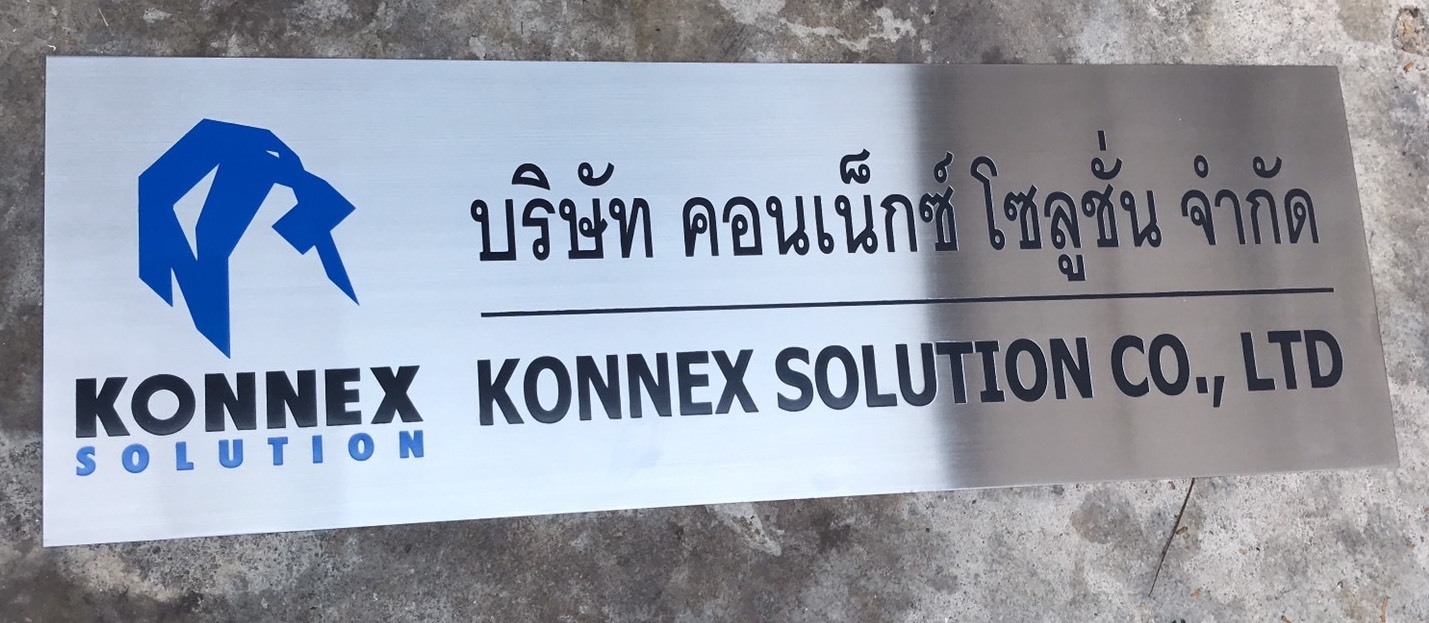 KONNEX
SOLUTION
บริษัท คอนเน็กซ์ โซลูชั่น จำกัด
KONNEX SOLUTION CO., LTD